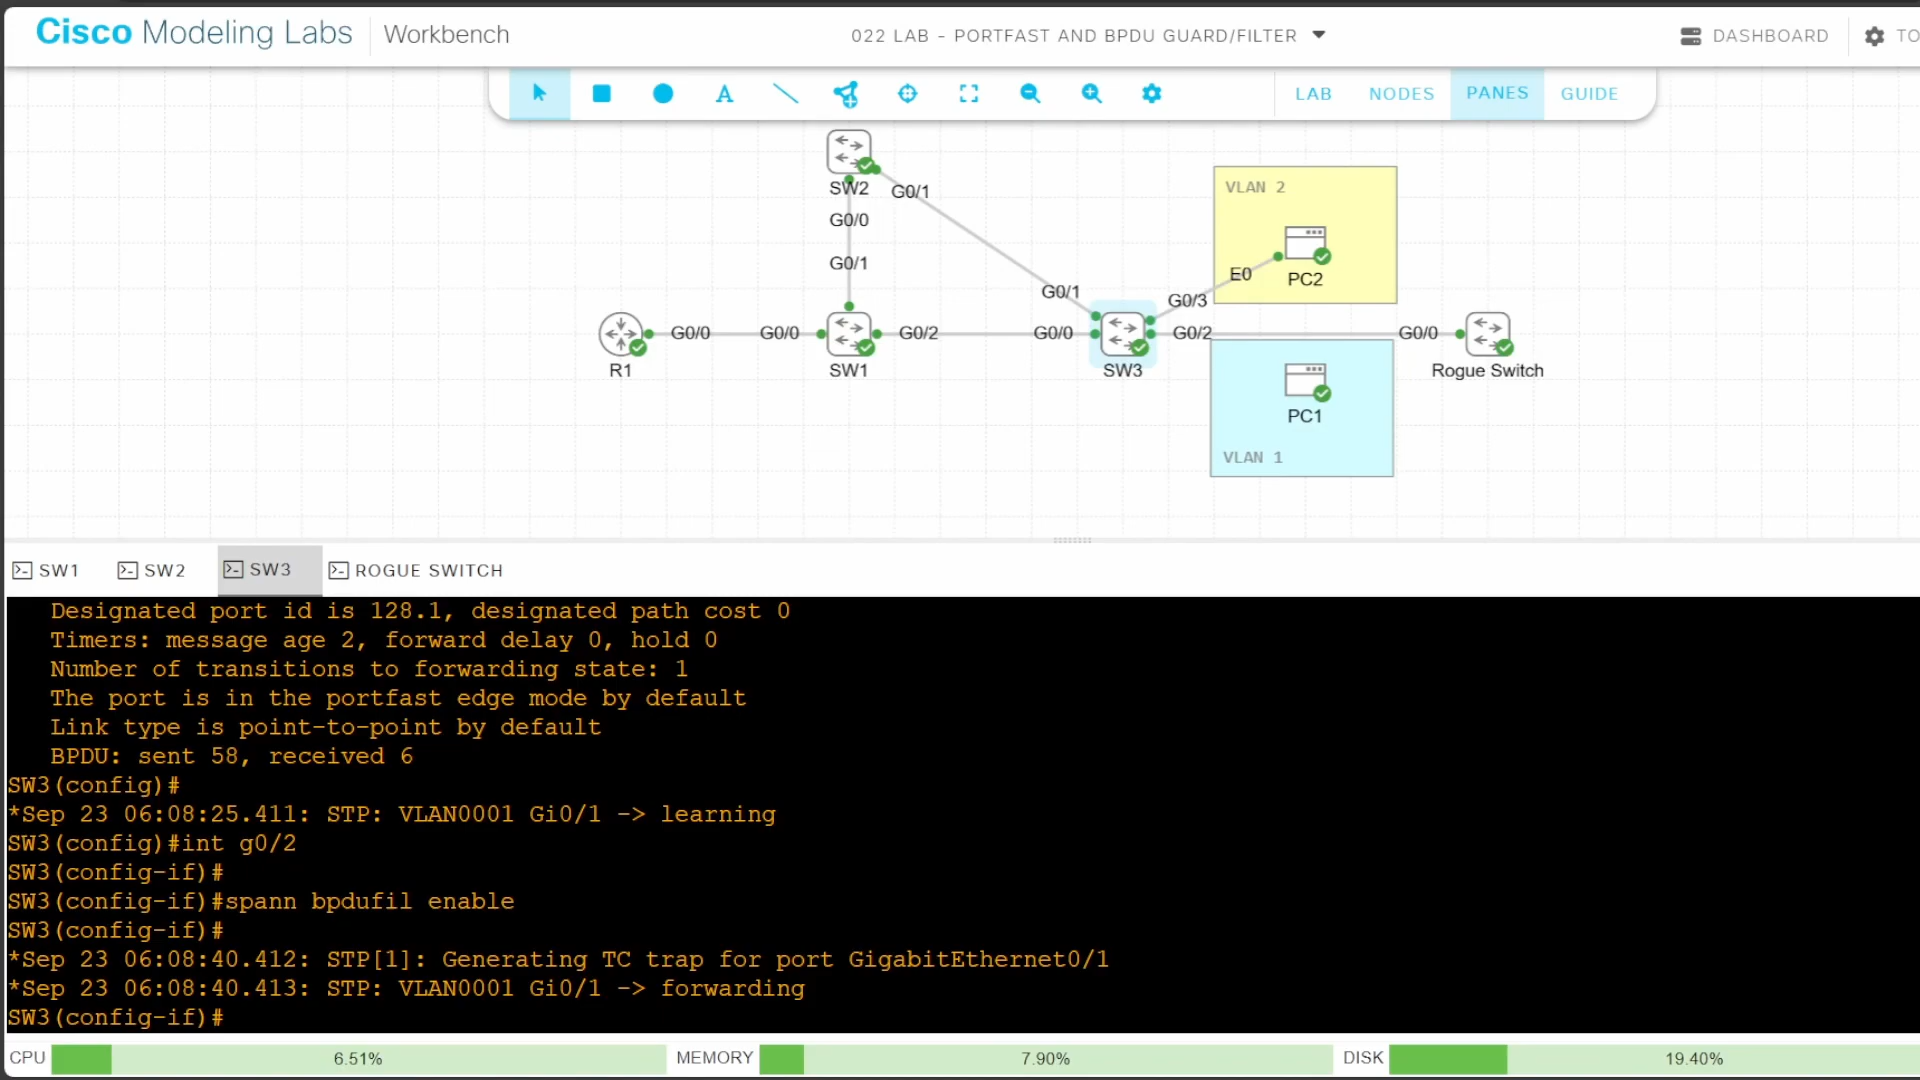 Cisco Modeling Labs Workbench
022 LAB - PORTFAST AND BPDU GUARD/FILTER
DASHBOARD
TO
A
LAB NODES PANES GUIDE
SW2
G0/1
G0/0
G0/1
VLAN 2
PC2
E0
G0/1
G0/3
R1
G0/0
G0/0
SW1
G0/2
G0/0
SW3
G0/2
G0/0
Rogue Switch
PC1
VLAN 1
SW1 SW2 SW3 ROGUE SWITCH
Designated port id is 128.1, designated path cost 0
Timers: message age 2, forward delay 0, hold 0
Number of transitions to forwarding state: 1
The port is in the portfast edge mode by default
Link type is point-to-point by default
BPDU: sent 58, received 6
SW3(config)#
*Sep 23 06:08:25.411: STP: VLAN0001 Gi0/1 -> learning
SW3(config)#int g0/2
SW3(config-if)#
SW3(config-if)#spann bpdufil enable
SW3(config-if)#
*Sep 23 06:08:40.412: STP[1]: Generating TC trap for port GigabitEthernet0/1
*Sep 23 06:08:40.413: STP: VLAN0001 Gi0/1 -> forwarding
SW3(config-if)#
CPU 6.51% MEMORY 7.90% DISK 19.40%